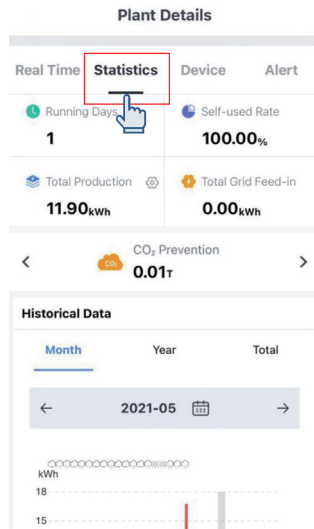 Plant Details
Real Time Statistics Device Alert
Running Days Self-used Rate
1 100.00%
Total Production Total Grid Feed-in
11.90kWh 0.00kWh
CO₂ Prevention
CO₂
0.01T
Historical Data
Month Year Total
2021-05
kWh
18
15